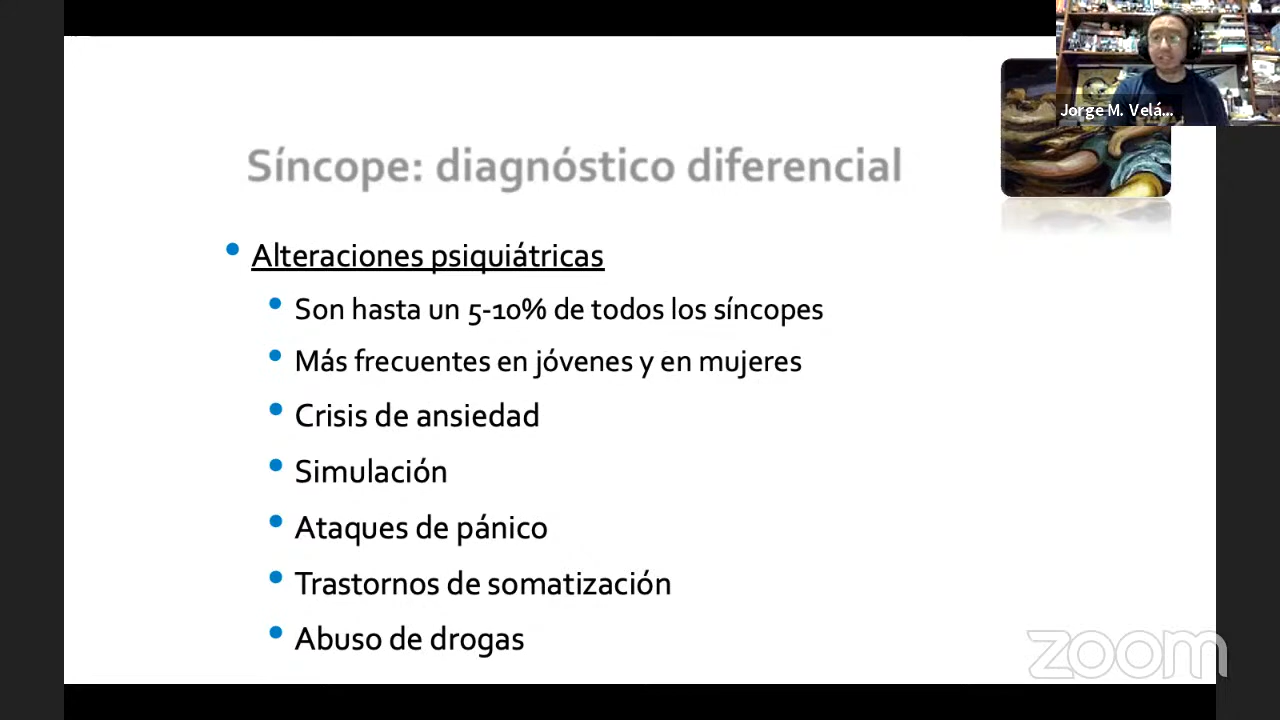 Jorge M. Velá...
Síncope: diagnóstico diferencial
• Alteraciones psiquiátricas
• Son hasta un 5-10% de todos los síncopes
• Más frecuentes en jóvenes y en mujeres
• Crisis de ansiedad
• Simulación
• Ataques de pánico
• Trastornos de somatización
• Abuso de drogas
zoom